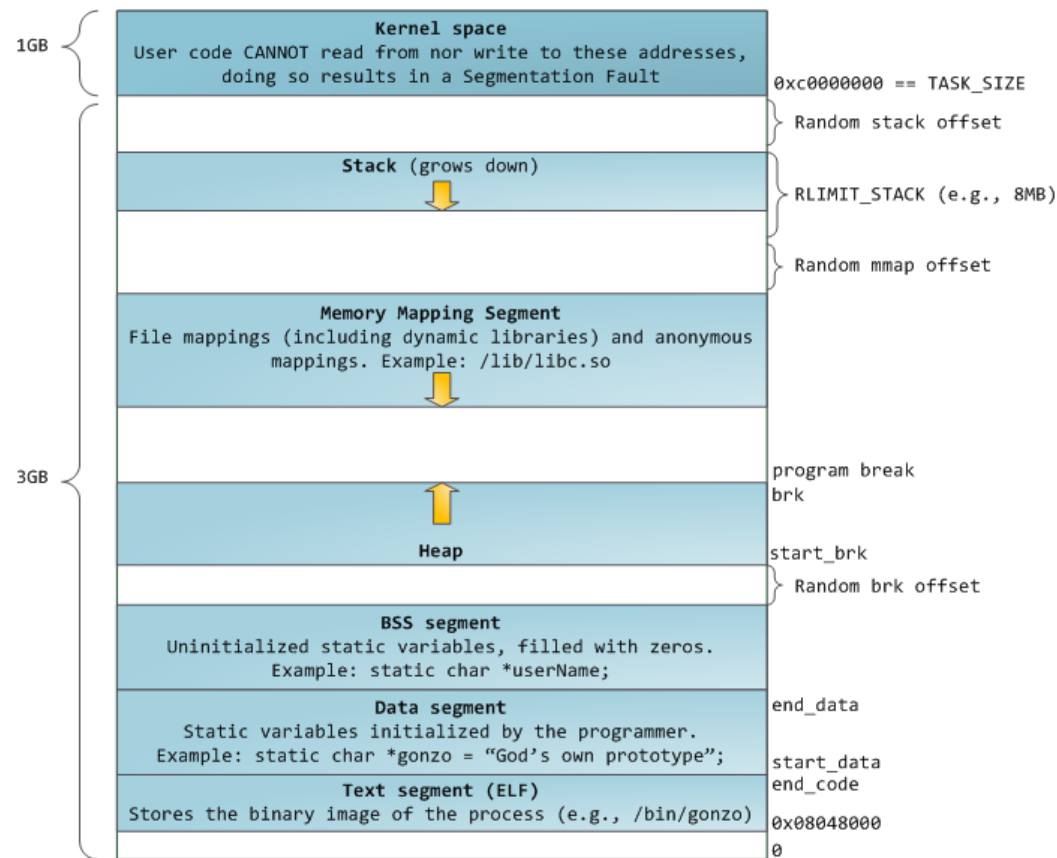 1GB
Kernel space
User code CANNOT read from nor write to these addresses,
doing so results in a Segmentation Fault
0xc0000000 == TASK_SIZE
Random stack offset
Stack (grows down)
RLIMIT_STACK (e.g., 8MB)
Random mmap offset
Memory Mapping Segment
File mappings (including dynamic libraries) and anonymous
mappings. Example: /lib/libc.so
3GB
program break
brk
Heap
start_brk
Random brk offset
BSS segment
Uninitialized static variables, filled with zeros.
Example: static char *userName;
Data segment
Static variables initialized by the programmer.
Example: static char *gonzo = “God’s own prototype”;
end_data
start_data
Text segment (ELF)
Stores the binary image of the process (e.g., /bin/gonzo)
end_code
0x08048000
0